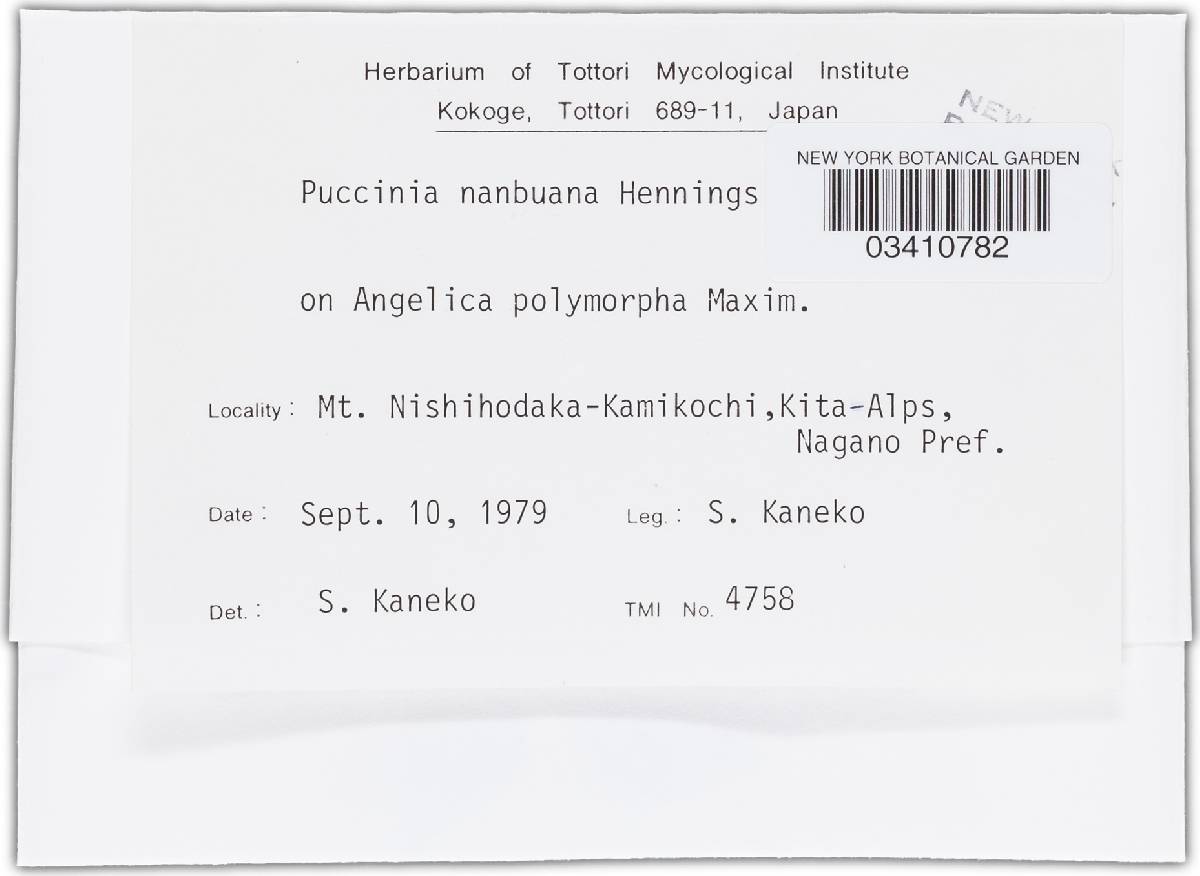 Herbarium of Tottori Mycological Institute
Kokoge, Tottori 689-11, Japan
NEW
NEW YORK BOTANICAL GARDEN
03410782
Puccinia nanbuana Hennings
on Angelica polymorpha Maxim.
Locality: Mt. Nishihodaka-Kamikochi,Kita-Alps,
Nagano Pref.
Date: Sept. 10, 1979 Leg.: S. Kaneko
Det.: S. Kaneko TMI No. 4758